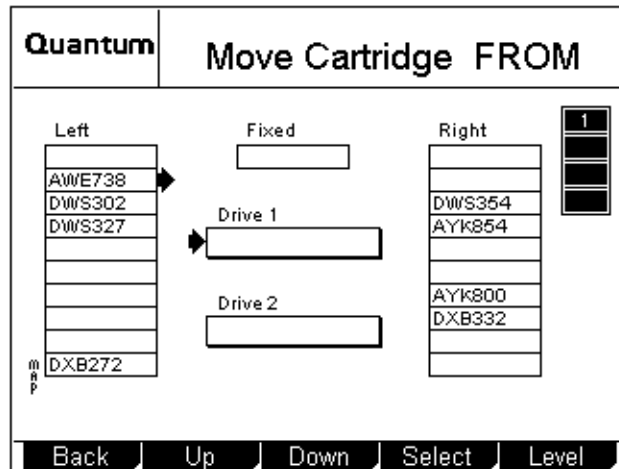 Quantum
Move Cartridge FROM
1
Left
Fixed
Right
AWE738
DWS302
DWS327
DXB272
MAP
Drive 1
Drive 2
DWS354
AYK854
AYK800
DXB332
Back
Up
Down
Select
Level